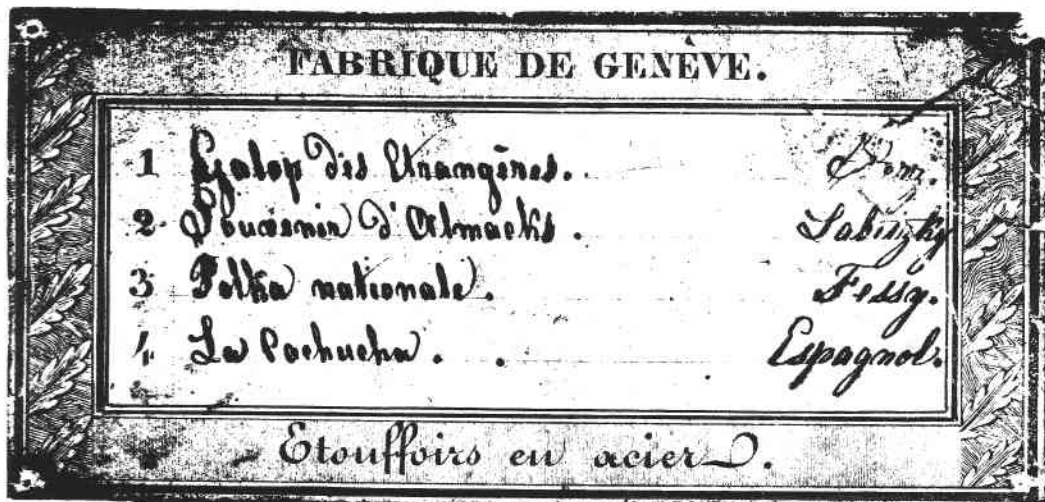 FABRIQUE DE GENÈVE.
1 Galop des Etrangères.
2 Souvenir d'Almacks. Labitzky
3 Polka nationale. Fessy.
4 La Cachucha. . Espagnol.
Etouffoirs en acier.